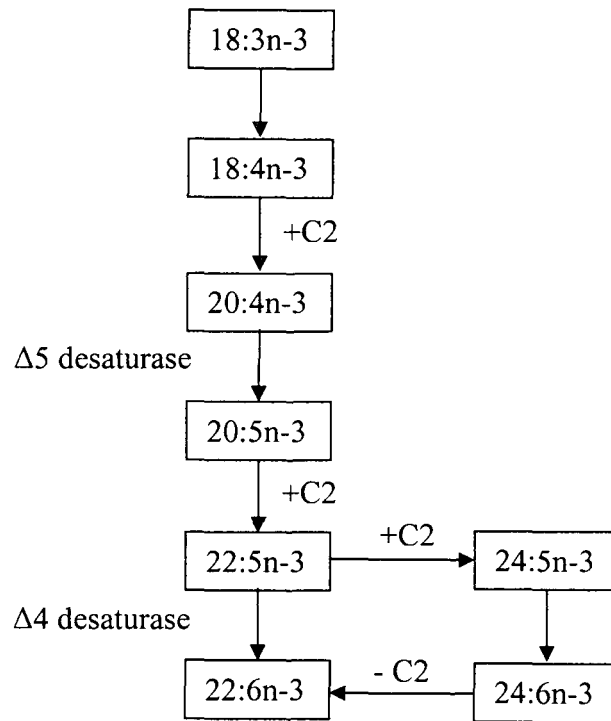 18:3n-3
18:4n-3
+C2
20:4n-3
Δ5 desaturase
20:5n-3
+C2
22:5n-3
+C2
24:5n-3
Δ4 desaturase
22:6n-3
- C2
24:6n-3